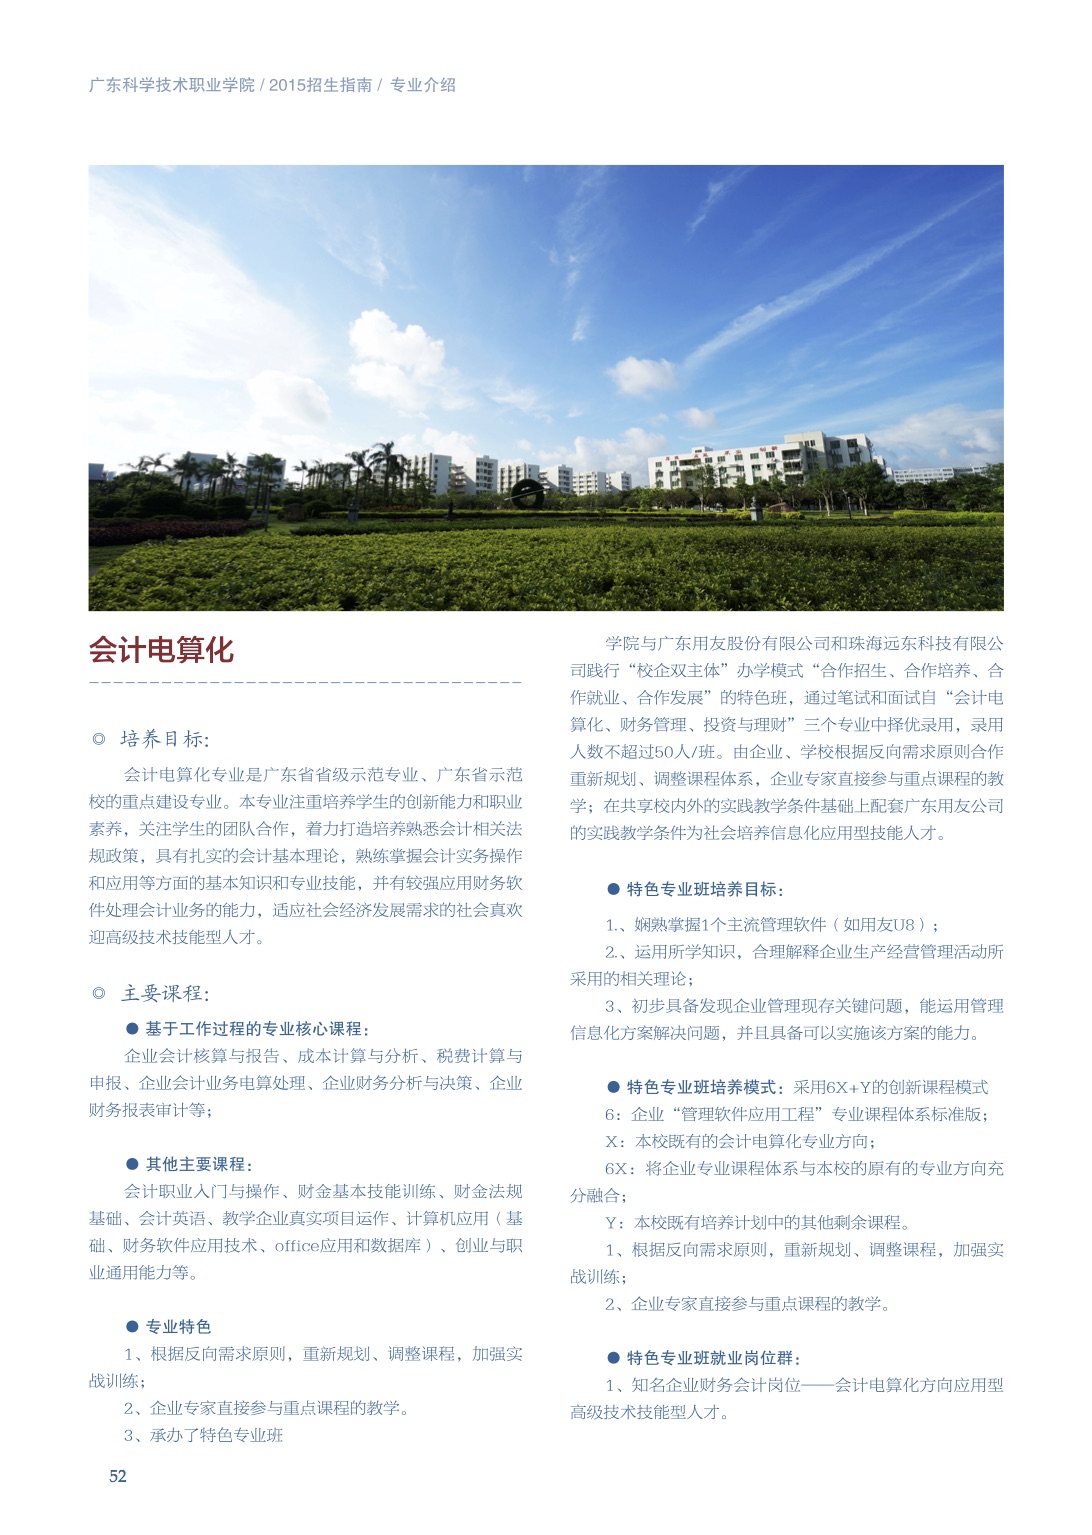 广东科学技术职业学院 / 2015招生指南 / 专业介绍
会计电算化
◎ 培养目标：
会计电算化专业是广东省省级示范专业、广东省示范
校的重点建设专业。本专业注重培养学生的创新能力和职业
素养，关注学生的团队合作，着力打造培养熟悉会计相关法
规政策，具有扎实的会计基本理论，熟练掌握会计实务操作
和应用等方面的基本知识和专业技能，并有较强应用财务软
件处理会计业务的能力，适应社会经济发展需求的社会真欢
迎高级技术技能型人才。
◎ 主要课程：
● 基于工作过程的专业核心课程：
企业会计核算与报告、成本计算与分析、税费计算与
申报、企业会计业务电算处理、企业财务分析与决策、企业
财务报表审计等；
● 其他主要课程：
会计职业入门与操作、财金基本技能训练、财金法规
基础、会计英语、教学企业真实项目运作、计算机应用（基
础、财务软件应用技术、office应用和数据库）、创业与职
业通用能力等。
● 专业特色
1、根据反向需求原则，重新规划、调整课程，加强实
战训练；
2、企业专家直接参与重点课程的教学。
3、承办了特色专业班
学院与广东用友股份有限公司和珠海远东科技有限公
司践行“校企双主体”办学模式“合作招生、合作培养、合
作就业、合作发展”的特色班，通过笔试和面试自“会计电
算化、财务管理、投资与理财”三个专业中择优录用，录用
人数不超过50人/班。由企业、学校根据反向需求原则合作
重新规划、调整课程体系，企业专家直接参与重点课程的教
学；在共享校内外的实践教学条件基础上配套广东用友公司
的实践教学条件为社会培养信息化应用型技能人才。
● 特色专业班培养目标：
1.、娴熟掌握1个主流管理软件（如用友U8）；
2.、运用所学知识，合理解释企业生产经营管理活动所
采用的相关理论；
3、初步具备发现企业管理现存关键问题，能运用管理
信息化方案解决问题，并且具备可以实施该方案的能力。
● 特色专业班培养模式：采用6X+Y的创新课程模式
6：企业“管理软件应用工程”专业课程体系标准版；
X：本校既有的会计电算化专业方向；
6X：将企业专业课程体系与本校的原有的专业方向充
分融合；
Y：本校既有培养计划中的其他剩余课程。
1、根据反向需求原则，重新规划、调整课程，加强实
战训练；
2、企业专家直接参与重点课程的教学。
● 特色专业班就业岗位群：
1、知名企业财务会计岗位——会计电算化方向应用型
高级技术技能型人才。
52